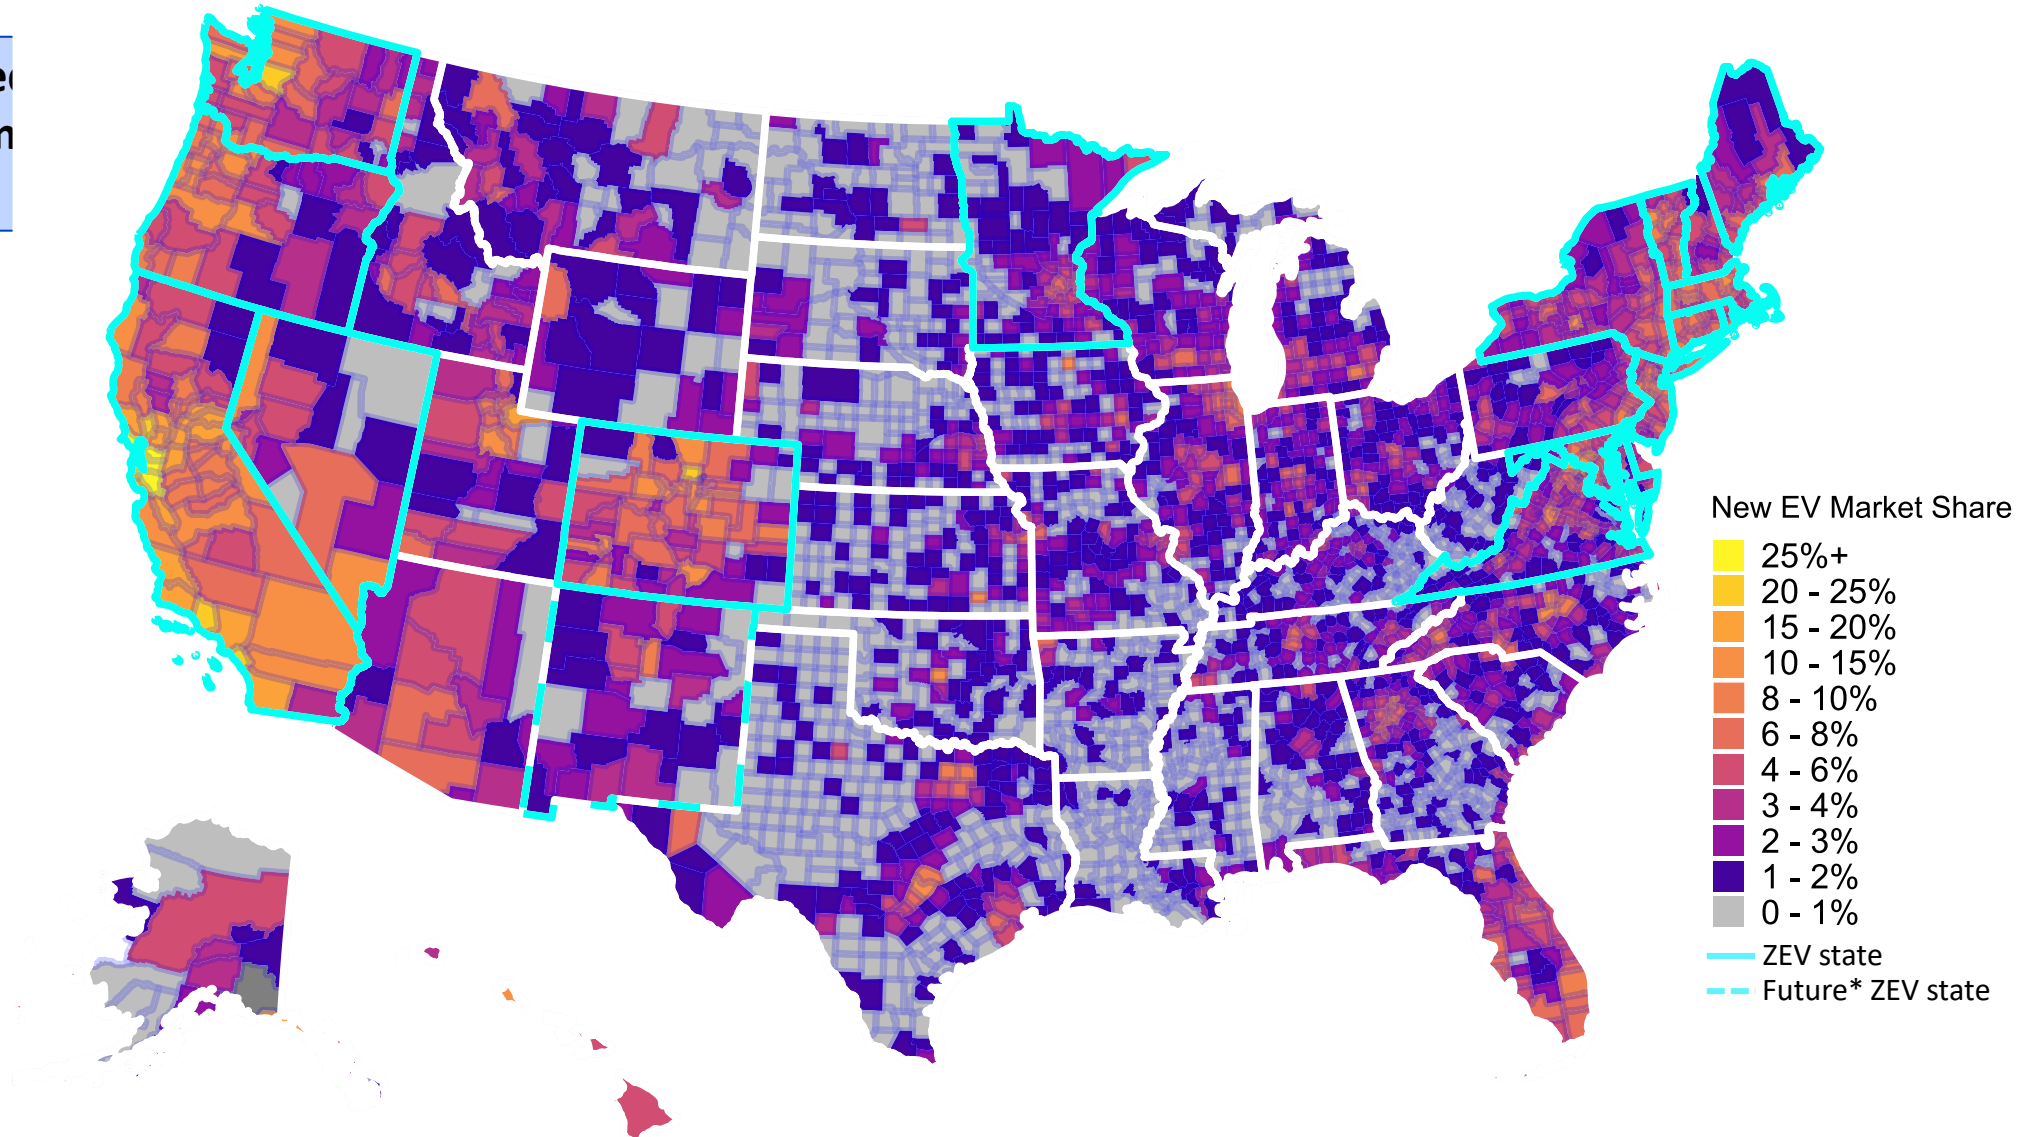 New EV Market Share
25%+
20 - 25%
15 - 20%
10 - 15%
8 - 10%
6 - 8%
4 - 6%
3 - 4%
2 - 3%
1 - 2%
0 - 1%
ZEV state
Future* ZEV state